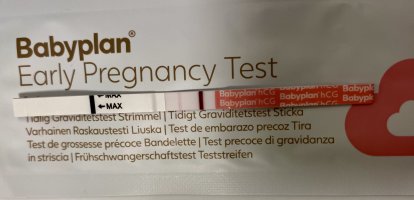 Babyplan®
Early Pregnancy Test
←MAX
←MAX
Babyplan hCG Babyplan hCG
Babyplan hCG Babyplan hCG
Tidlig Graviditetstest Strimmel | Tidigt Graviditetstest Sticka
Varhainen Raskaustesti Liuska | Test de embarazo precoz Tira
Test de grossesse précoce Bandelette | Test precoce di gravidanza
in striscia | Frühschwangerschaftstest Teststreifen